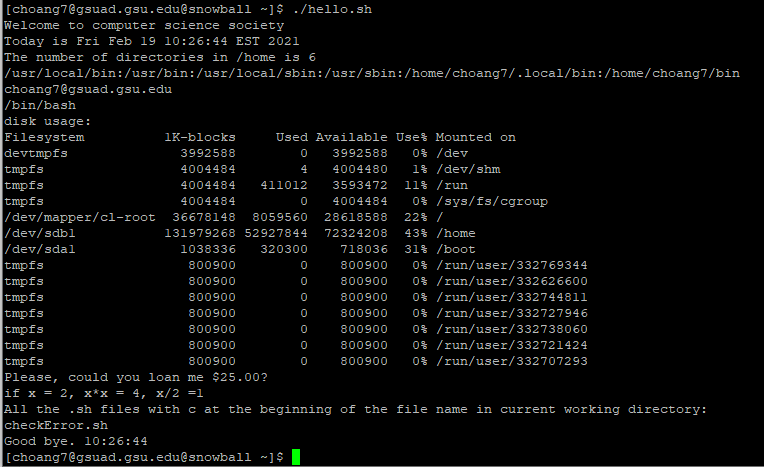 [choang7@gsuad.gsu.edu@snowball ~]$ ./hello.sh
Welcome to computer science society
Today is Fri Feb 19 10:26:44 EST 2021
The number of directories in /home is 6
/usr/local/bin:/usr/bin:/usr/local/sbin:/usr/sbin:/home/choang7/.local/bin:/home/choang7/bin
choang7@gsuad.gsu.edu
/bin/bash
disk usage:
Filesystem 1K-blocks Used Available Use% Mounted on
devtmpfs 3992588 0 3992588 0% /dev
tmpfs 4004484 4 4004480 1% /dev/shm
tmpfs 4004484 411012 3593472 11% /run
tmpfs 4004484 0 4004484 0% /sys/fs/cgroup
/dev/mapper/cl-root 36678148 8059560 28618588 22% /
/dev/sdb1 131979268 52927844 72324208 43% /home
/dev/sda1 1038336 320300 718036 31% /boot
tmpfs 800900 0 800900 0% /run/user/332769344
tmpfs 800900 0 800900 0% /run/user/332626600
tmpfs 800900 0 800900 0% /run/user/332744811
tmpfs 800900 0 800900 0% /run/user/332727946
tmpfs 800900 0 800900 0% /run/user/332738060
tmpfs 800900 0 800900 0% /run/user/332721424
tmpfs 800900 0 800900 0% /run/user/332707293
Please, could you loan me $25.00?
if x = 2, x*x = 4, x/2 =1
All the .sh files with c at the beginning of the file name in current working directory:
checkError.sh
Good bye. 10:26:44
[choang7@gsuad.gsu.edu@snowball ~]$